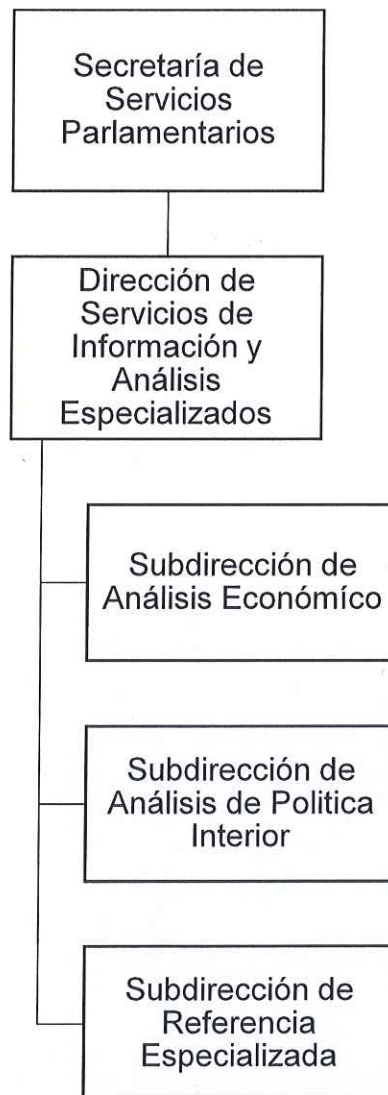 Secretaría de
Servicios
Parlamentarios
Dirección de
Servicios de
Información y
Análisis
Especializados
Subdirección de
Análisis Económíco
Subdirección de
Análisis de Politica
Interior
Subdirección de
Referencia
Especializada